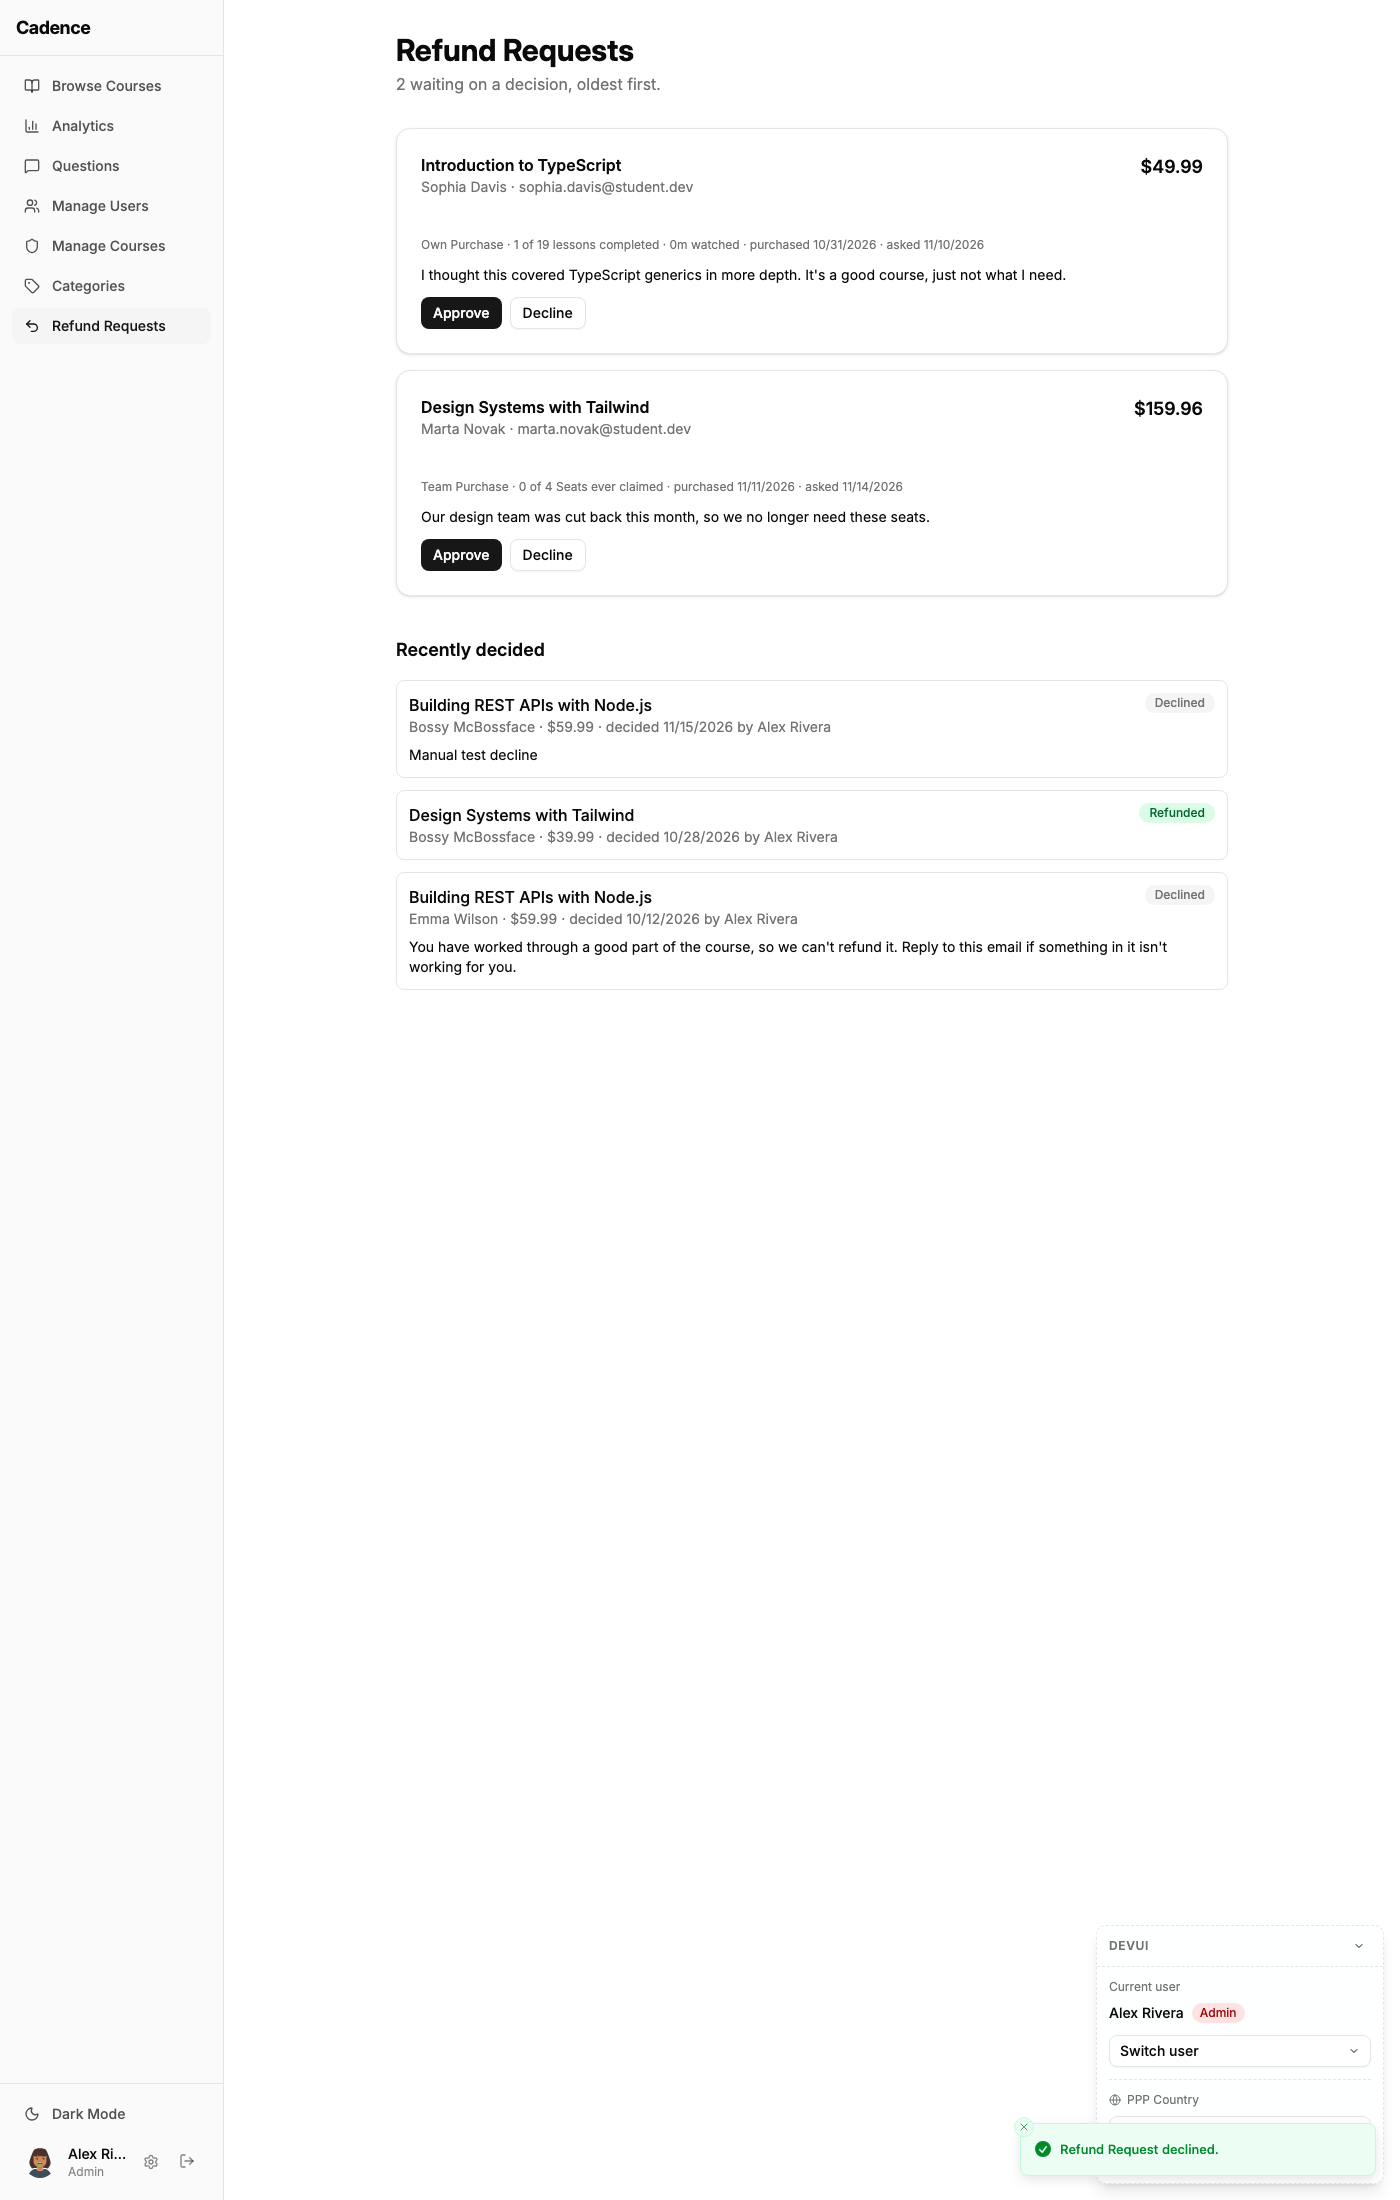 Cadence
Browse Courses
Analytics
Questions
Manage Users
Manage Courses
Categories
Refund Requests
Refund Requests
2 waiting on a decision, oldest first.
Introduction to TypeScript
$49.99
Sophia Davis · sophia.davis@student.dev
Own Purchase · 1 of 19 lessons completed · 0m watched · purchased 10/31/2026 · asked 11/10/2026
I thought this covered TypeScript generics in more depth. It's a good course, just not what I need.
Approve
Decline
Design Systems with Tailwind
$159.96
Marta Novak · marta.novak@student.dev
Team Purchase · 0 of 4 Seats ever claimed · purchased 11/11/2026 · asked 11/14/2026
Our design team was cut back this month, so we no longer need these seats.
Approve
Decline
Recently decided
Building REST APIs with Node.js
Declined
Bossy McBossface · $59.99 · decided 11/15/2026 by Alex Rivera
Manual test decline
Design Systems with Tailwind
Refunded
Bossy McBossface · $39.99 · decided 10/28/2026 by Alex Rivera
Building REST APIs with Node.js
Declined
Emma Wilson · $59.99 · decided 10/12/2026 by Alex Rivera
You have worked through a good part of the course, so we can't refund it. Reply to this email if something in it isn't
working for you.
DEVUI
Current user
Alex Rivera
Admin
Switch user
PPP Country
Refund Request declined.
Dark Mode
Alex Ri...
Admin